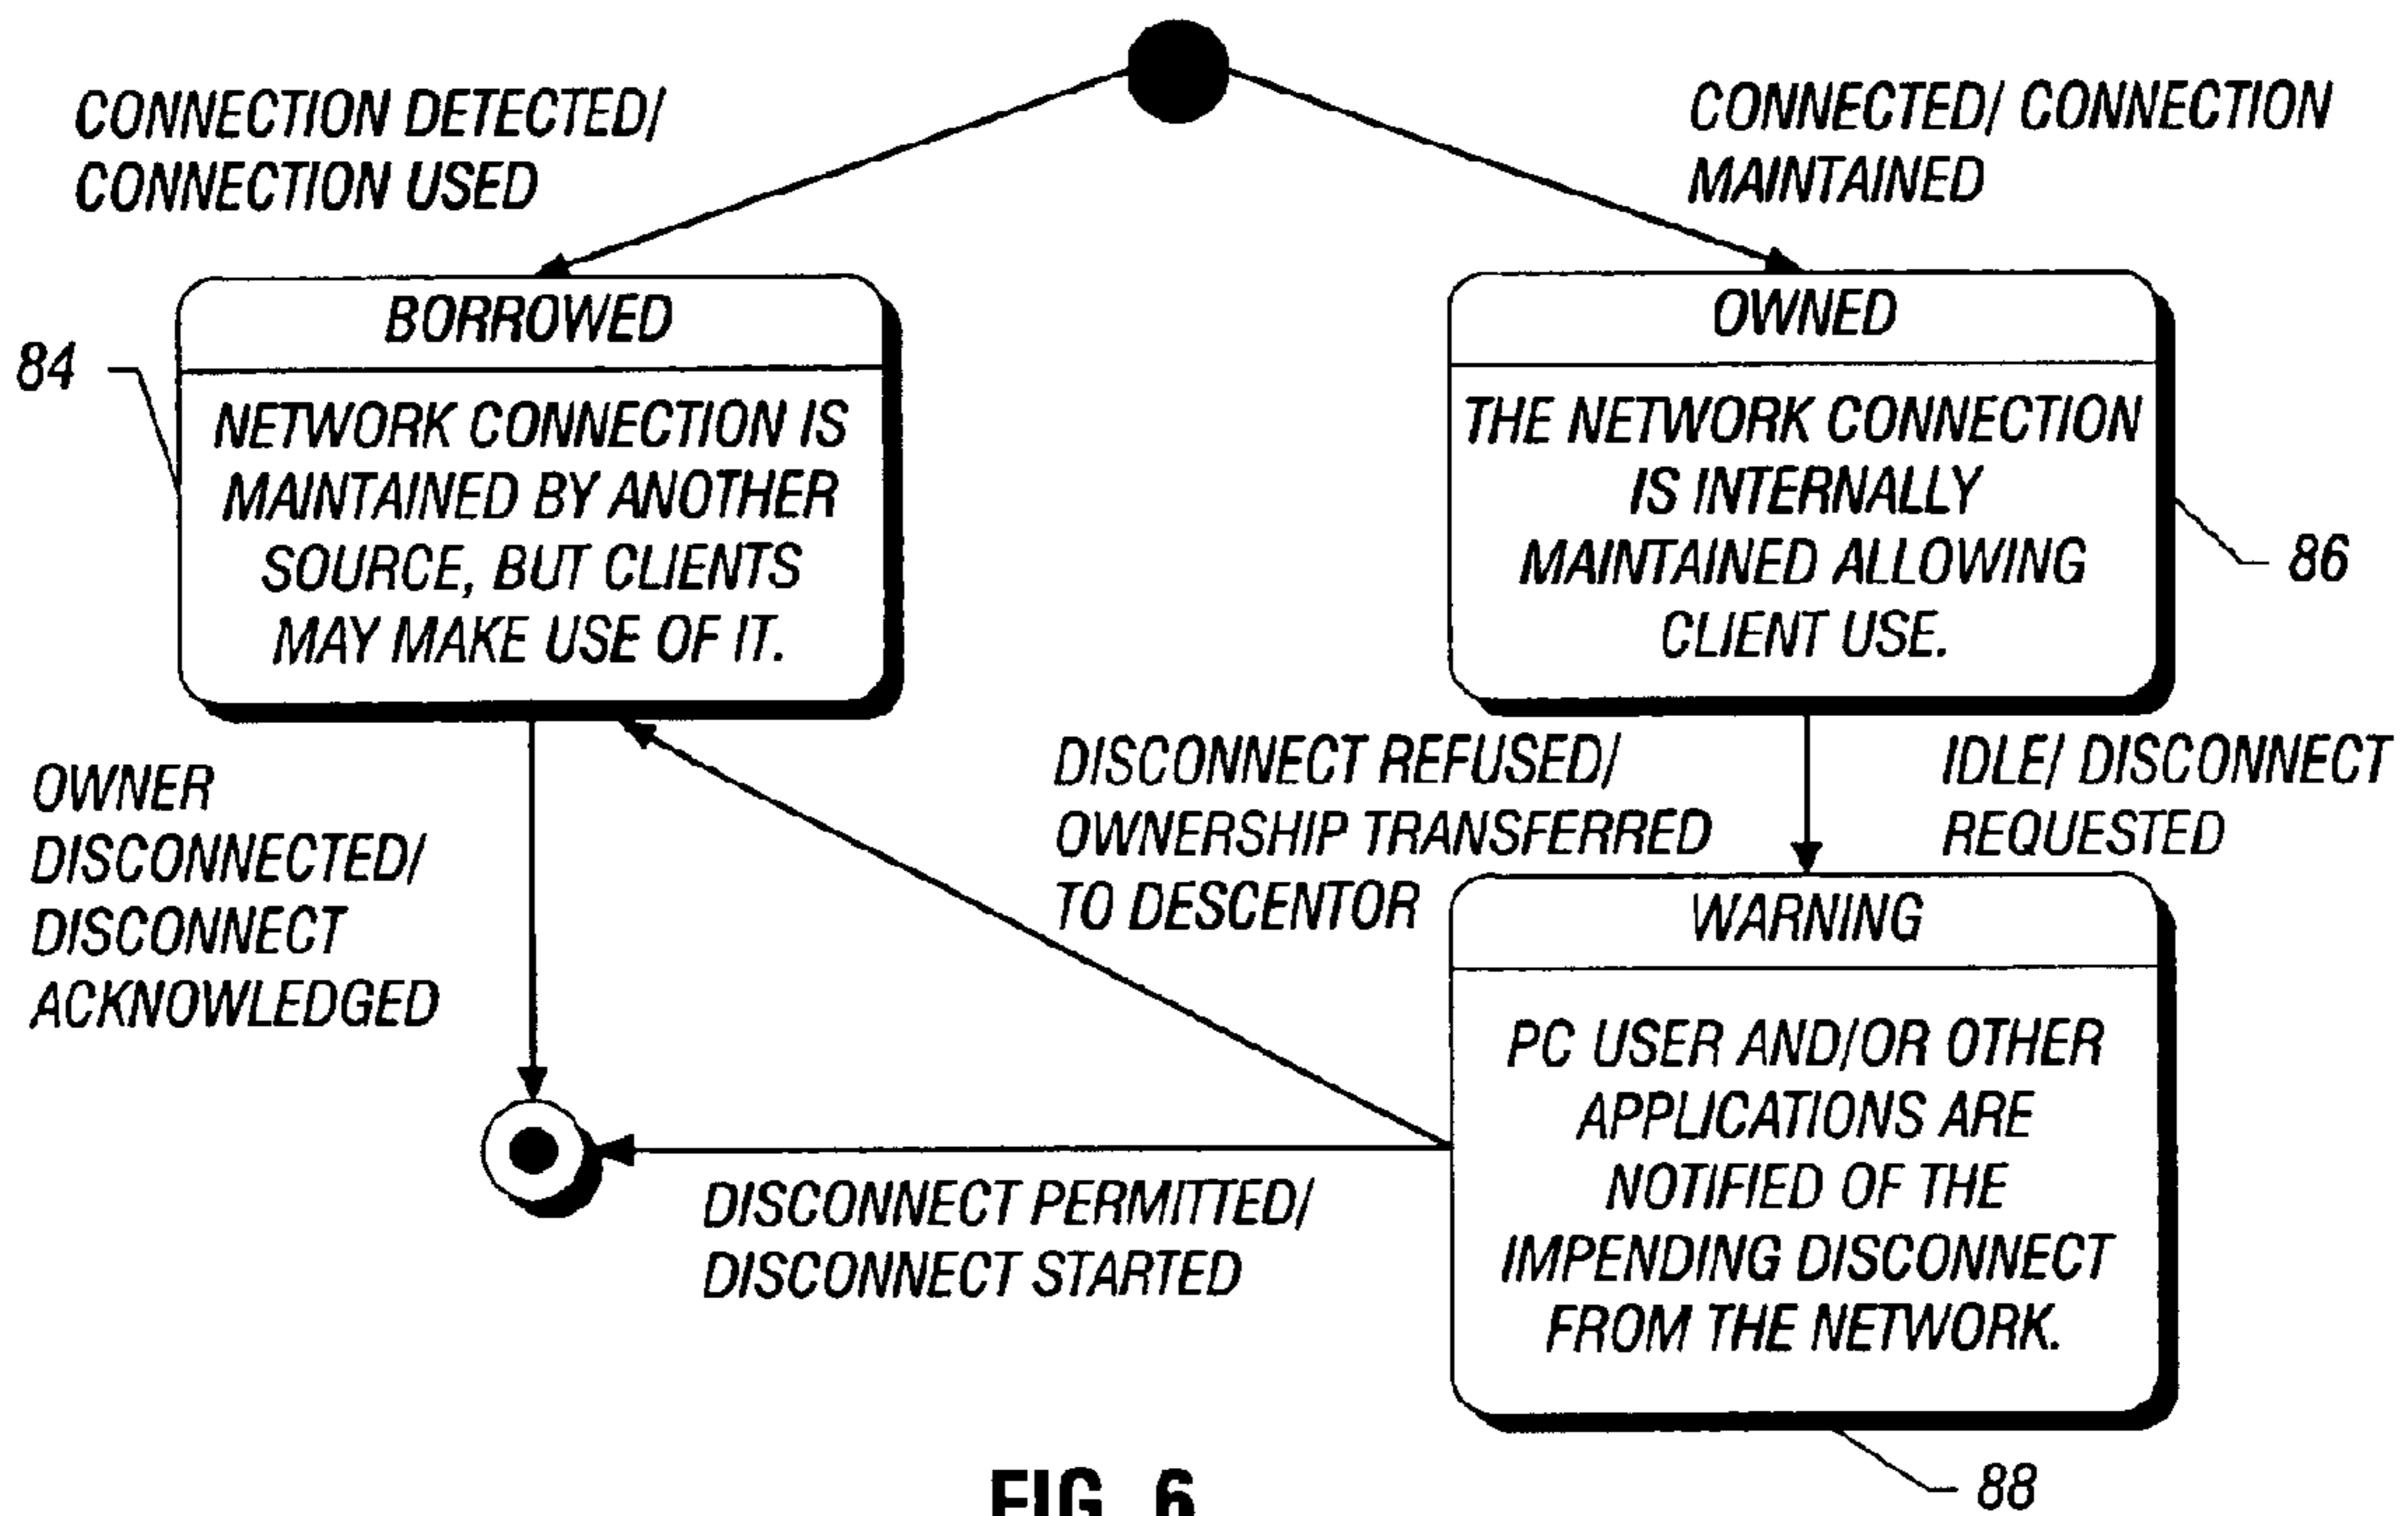 CONNECTION DETECTED/
CONNECTION USED
CONNECTED/ CONNECTION
MAINTAINED
BORROWED
84
NETWORK CONNECTION IS
MAINTAINED BY ANOTHER
SOURCE, BUT CLIENTS
MAY MAKE USE OF IT.
OWNED
THE NETWORK CONNECTION
IS INTERNALLY
MAINTAINED ALLOWING
CLIENT USE.
86
OWNER
DISCONNECTED/
DISCONNECT
ACKNOWLEDGED
DISCONNECT REFUSED/
OWNERSHIP TRANSFERRED
TO DESCENTOR
IDLE/ DISCONNECT
REQUESTED
WARNING
PC USER AND/OR OTHER
APPLICATIONS ARE
NOTIFIED OF THE
IMPENDING DISCONNECT
FROM THE NETWORK.
DISCONNECT PERMITTED/
DISCONNECT STARTED
88
FIG. 6